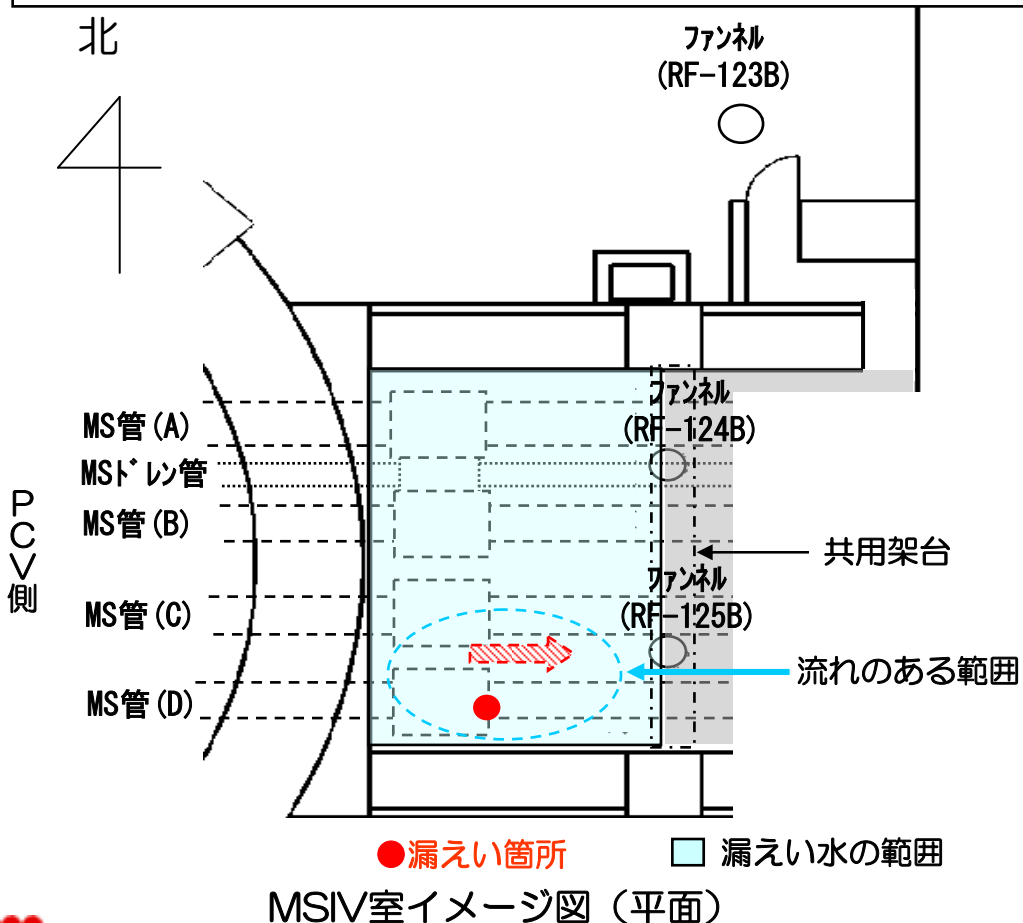 北
ファンネル
(RF-123B)
MS管(A)
MSドレン管
MS管(B)
MS管(C)
MS管(D)
PCV側
ファンネル
(RF-124B)
共用架台
ファンネル
(RF-125B)
流れのある範囲
漏えい箇所
漏えい水の範囲
MSIV室イメージ図（平面）